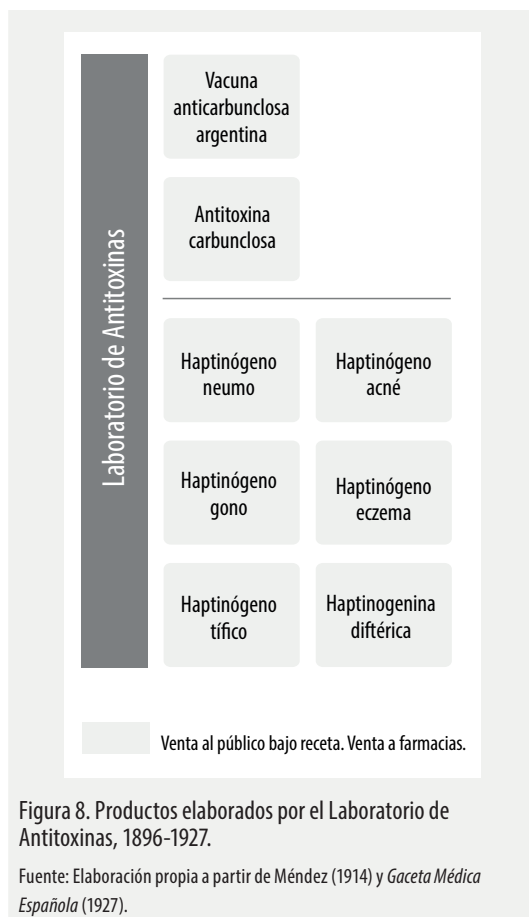 Laboratorio de Antitoxinas
Vacuna
anticarbunclosa
argentina
Antitoxina
carbunclosa
Haptinógeno
neumo
Haptinógeno
acné
Haptinógeno
gono
Haptinógeno
eczema
Haptinógeno
tífico
Haptinogenina
diftérica
Venta al público bajo receta. Venta a farmacias.
Figura 8. Productos elaborados por el Laboratorio de
Antitoxinas, 1896-1927.
Fuente: Elaboración propia a partir de Méndez (1914) y Gaceta Médica
Española (1927).